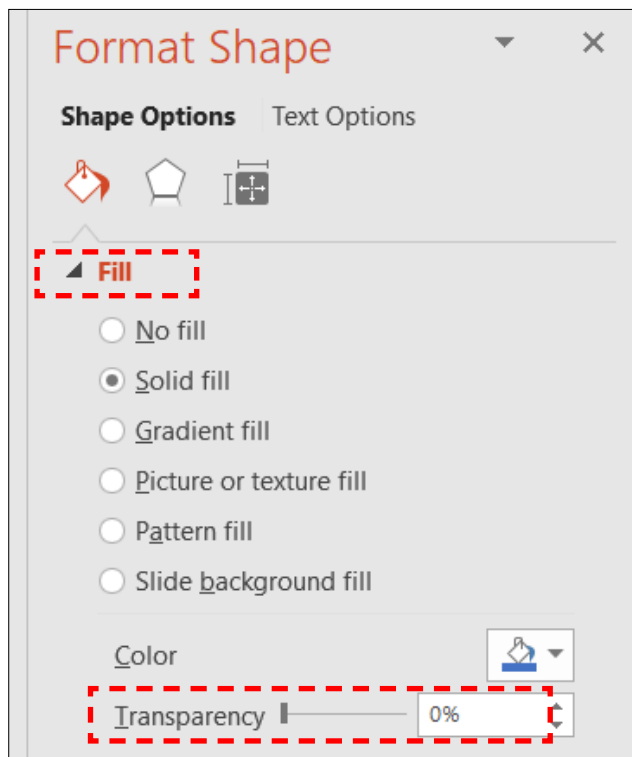 Format Shape
Shape Options Text Options
Fill
No fill
Solid fill
Gradient fill
Picture or texture fill
Pattern fill
Slide background fill
Color
Transparency 0%